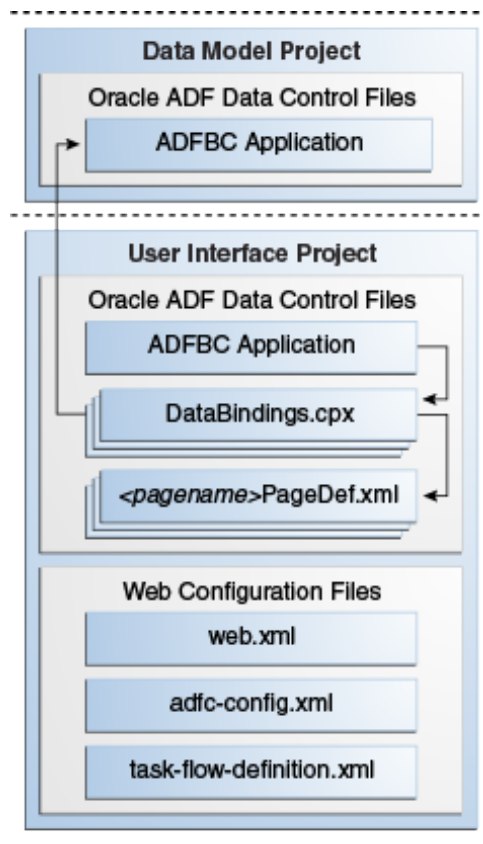 Data Model Project
Oracle ADF Data Control Files
ADFBC Application
User Interface Project
Oracle ADF Data Control Files
ADFBC Application
DataBindings.cpx
<pagename>PageDef.xml
Web Configuration Files
web.xml
adfc-config.xml
task-flow-definition.xml